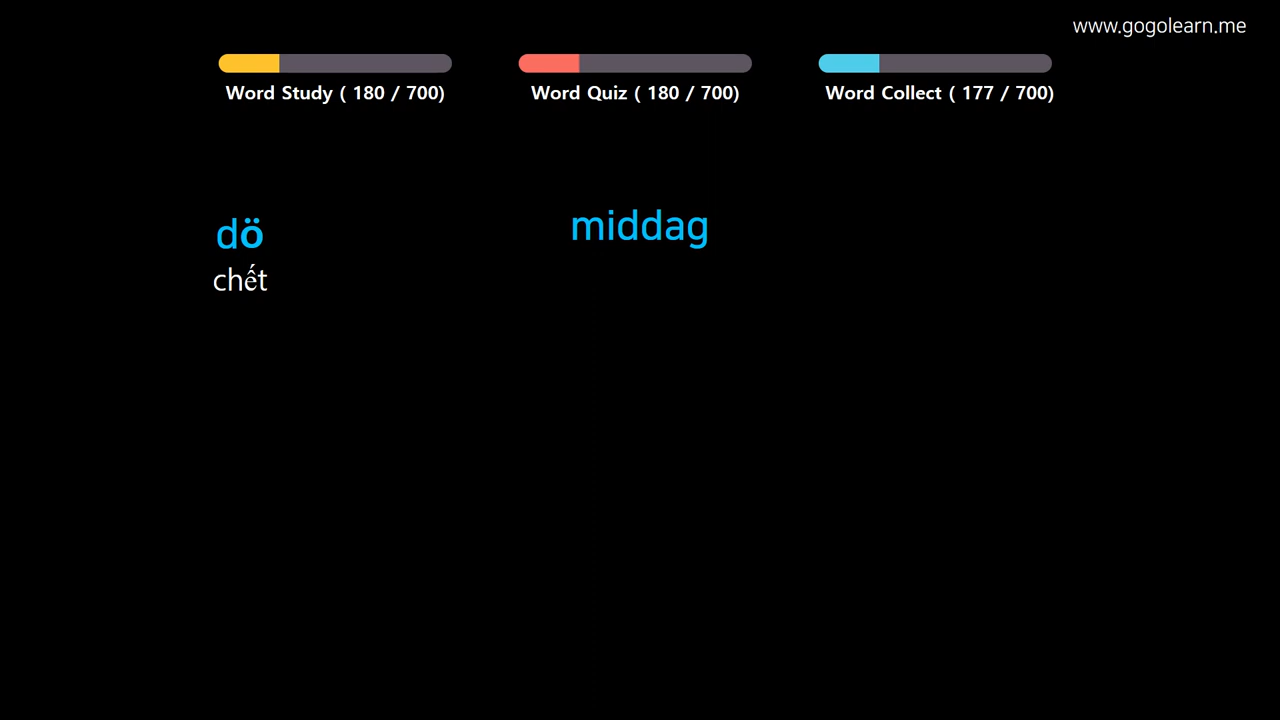 www.gogolearn.me
Word Study ( 180 / 700)
Word Quiz ( 180 / 700)
Word Collect ( 177 / 700)
dö
chết
middag